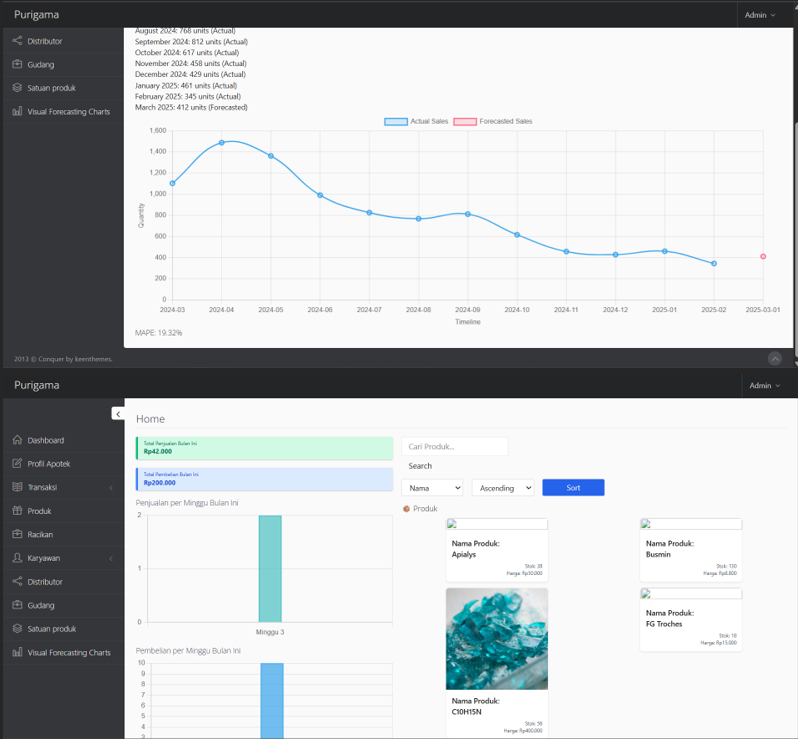 Purigama
Admin
Distributor
Gudang
Satuan produk
Visual Forecasting Charts
August 2024: 768 units (Actual)
September 2024: 812 units (Actual)
October 2024: 617 units (Actual)
November 2024: 458 units (Actual)
December 2024: 429 units (Actual)
January 2025: 461 units (Actual)
February 2025: 345 units (Actual)
March 2025: 412 units (Forecasted)
Actual Sales
Forecasted Sales
1,600
1,400
1,200
1,000
800
600
400
200
0
Quantity
2024-03
2024-04
2024-05
2024-06
2024-07
2024-08
2024-09
2024-10
2024-11
2024-12
2025-01
2025-02
2025-03-01
Timeline
MAPE: 19.32%
2013 © Conquer by keenthemes.
Purigama
Admin
Dashboard
Profil Apotek
Transaksi
Produk
Racikan
Karyawan
Distributor
Gudang
Satuan produk
Visual Forecasting Charts
Home
Total Penjualan Bulan Ini
Rp42.000
Total Pembelian Bulan Ini
Rp200.000
Penjualan per Minggu Bulan Ini
2
1
0
Minggu 3
Pembelian per Minggu Bulan Ini
10
9
8
7
6
5
4
3
Cari Produk...
Search
Nama
Ascending
Sort
Produk
Nama Produk:
Apialys
Harga: Rp30.000
Nama Produk:
Busmin
Harga: Rp8.800
Nama Produk:
FG Troches
Harga: Rp15.000
Nama Produk:
C10H15N
Harga: Rp400.000